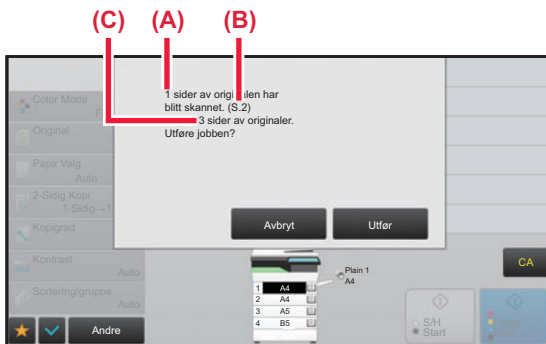 (C) (A) (B)
1 sider av originalen har
blitt skannet. (S.2)
3 sider av originaler.
Utføre jobben?
Avbryt
Utfør
Color Mode
Original
Papir Valg
Auto
2-Sidig Kopi
1-Sidig→1
Kopigrad
Kontrast
Auto
Sortering/gruppe
Auto
Andre
Plain 1
A4
1 A4
2 A4
3 A5
4 B5
CA
S/H
Start
Start